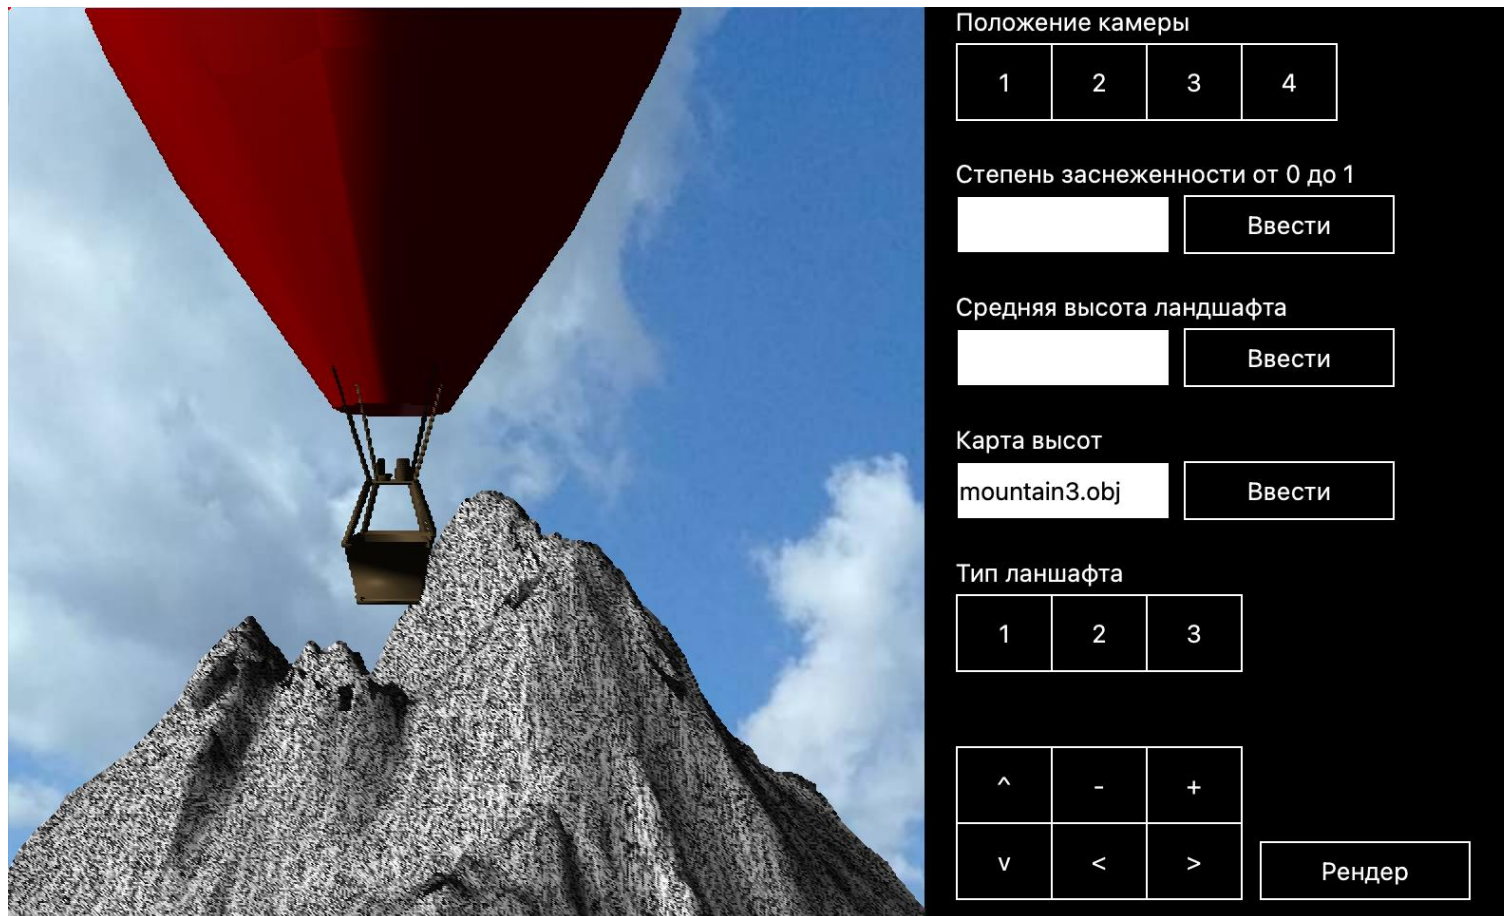 Положение камеры
1 2 3 4
Степень заснеженности от 0 до 1
Ввести
Средняя высота ландшафта
Ввести
Карта высот
mountain3.obj Ввести
Тип ланшафта
1 2 3
^ - +
v < > Рендер